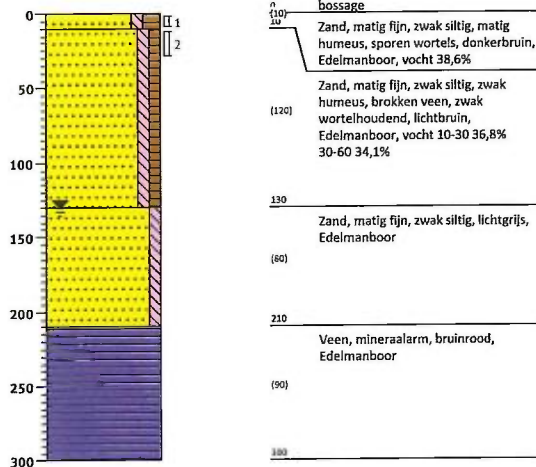 0
50
100
150
200
250
300
1
2
bossage
(10)
10
Zand, matig fijn, zwak siltig, matig
humeus, sporen wortels, donkerbruin,
Edelmanboor, vocht 38,6%
(120)
Zand, matig fijn, zwak siltig, zwak
humeus, brokken veen, zwak
wortelhoudend, lichtbruin,
Edelmanboor, vocht 10-30 36,8%
30-60 34,1%
130
Zand, matig fijn, zwak siltig, lichtgrijs,
Edelmanboor
(80)
210
Veen, mineraalarm, bruinrood,
Edelmanboor
(90)